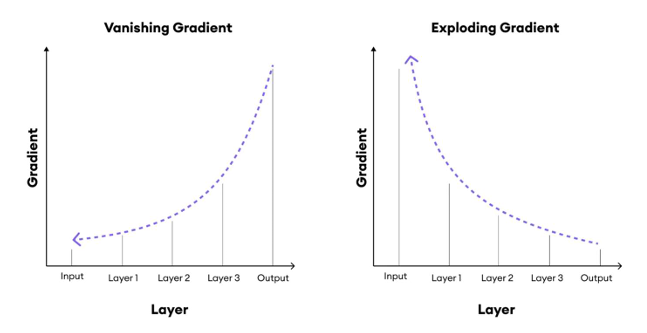 Vanishing Gradient
Gradient
Input Layer 1 Layer 2 Layer 3 Output
Layer
Exploding Gradient
Gradient
Input Layer 1 Layer 2 Layer 3 Output
Layer